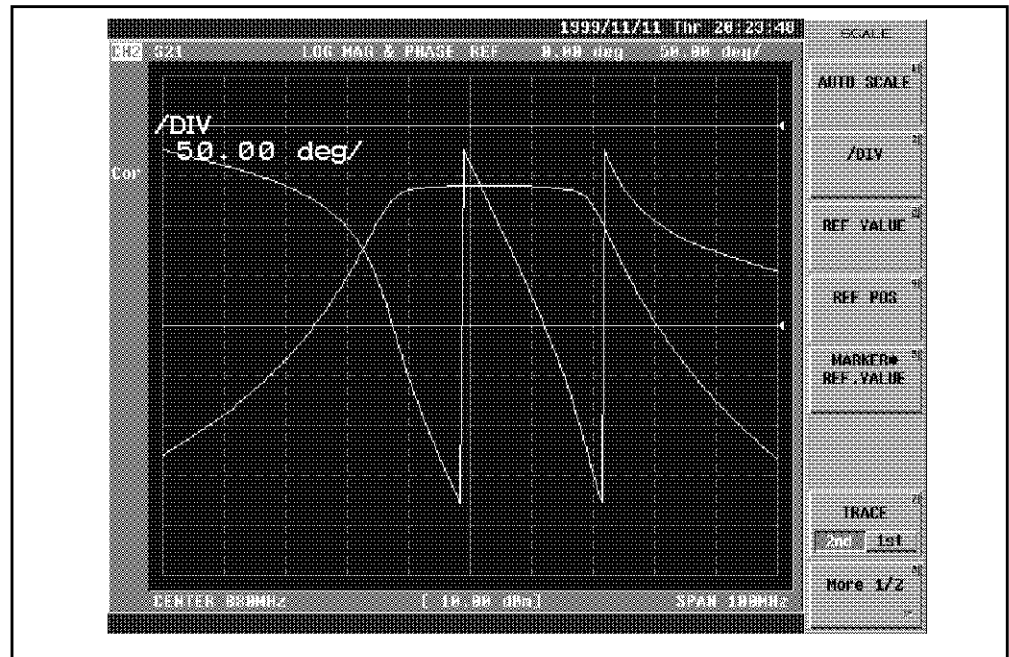 1999/11/11 Thr 20:23:48
CH2 S21 LOG MAG & PHASE REF 0.00 deg 50.00 deg/
/DIV
50.00 deg/
Cor
CENTER 880MHz [ 10.00 dBm] SPAN 100MHz
SCALE
AUTO SCALE
/DIV
REF VALUE
REF POS
MARKER
REF.VALUE
TRACE
2nd 1st
More 1/2